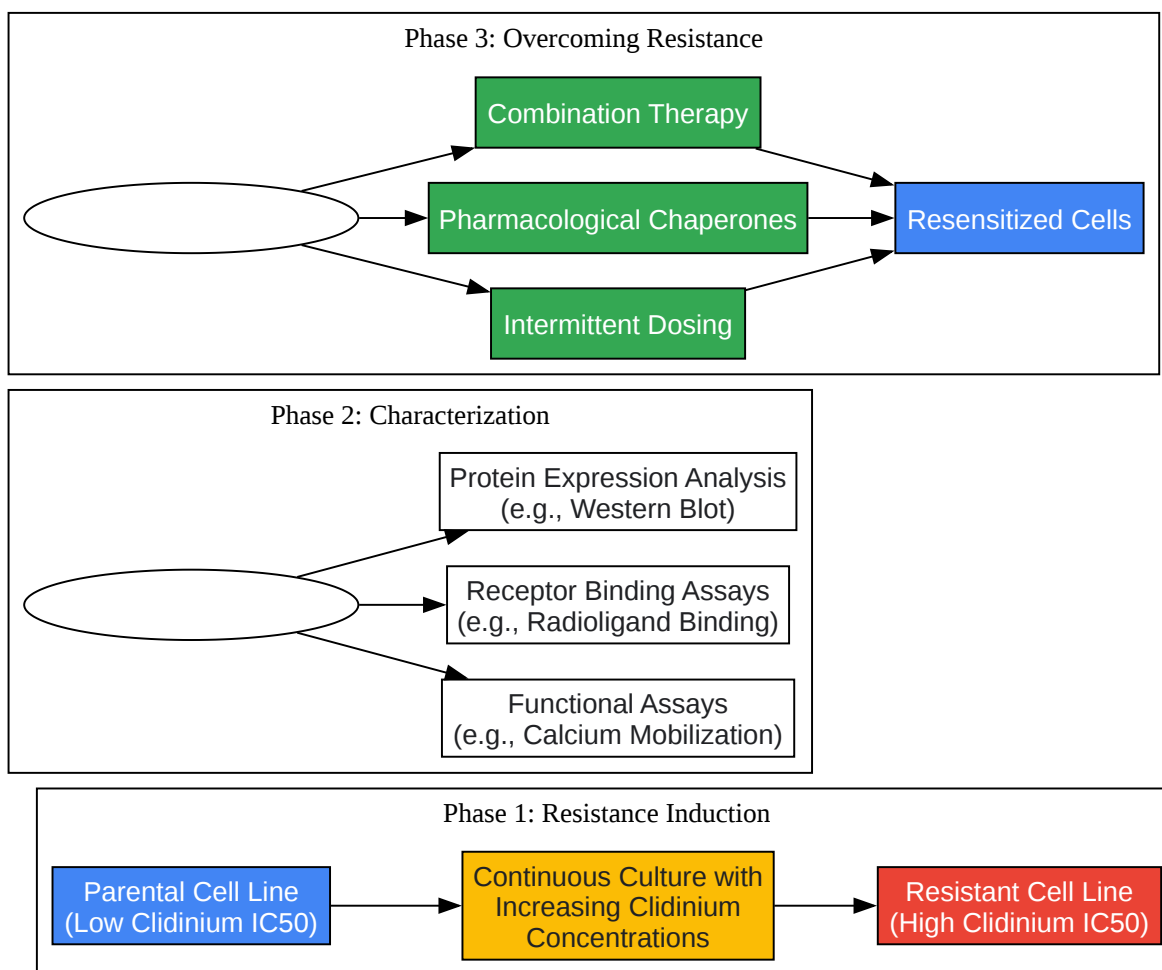 Phase 3: Overcoming Resistance
Combination Therapy
Pharmacological Chaperones
Resensitized Cells
Intermittent Dosing
Phase 2: Characterization
Protein Expression Analysis
(e.g., Western Blot)
Receptor Binding Assays
(e.g., Radioligand Binding)
Functional Assays
(e.g., Calcium Mobilization)
Phase 1: Resistance Induction
Parental Cell Line
(Low Clidinium IC50)
Continuous Culture with
Increasing Clidinium
Concentrations
Resistant Cell Line
(High Clidinium IC50)